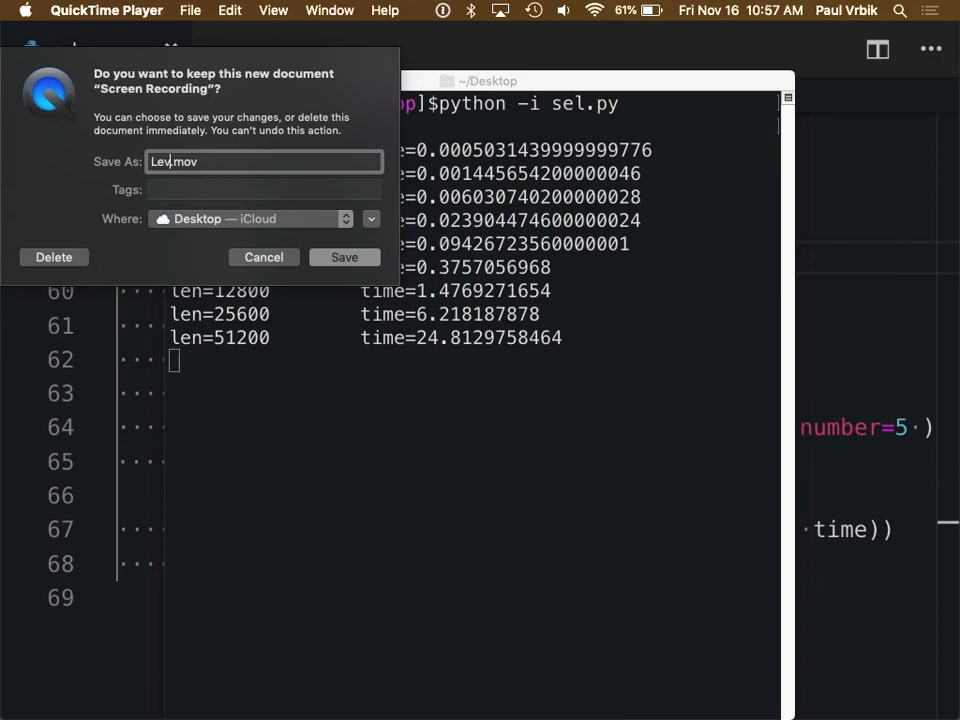 QuickTime Player File Edit View Window Help 61% Fri Nov 16 10:57 AM Paul Vrbik
Do you want to keep this new document
“Screen Recording”?
You can choose to save your changes, or delete this
document immediately. You can’t undo this action.
Save As: Lev.mov
Tags:
Where: Desktop — iCloud
Delete Cancel Save
~/Desktop
op]$python -i sel.py
e=0.0005031439999999776
e=0.001445654200000046
e=0.006030740200000028
e=0.023904474600000024
e=0.09426723560000001
e=0.3757056968
len=12800 time=1.4769271654
len=25600 time=6.218187878
len=51200 time=24.8129758464
60
61
62
63
64 number=5 )
65
66
67 time))
68
69